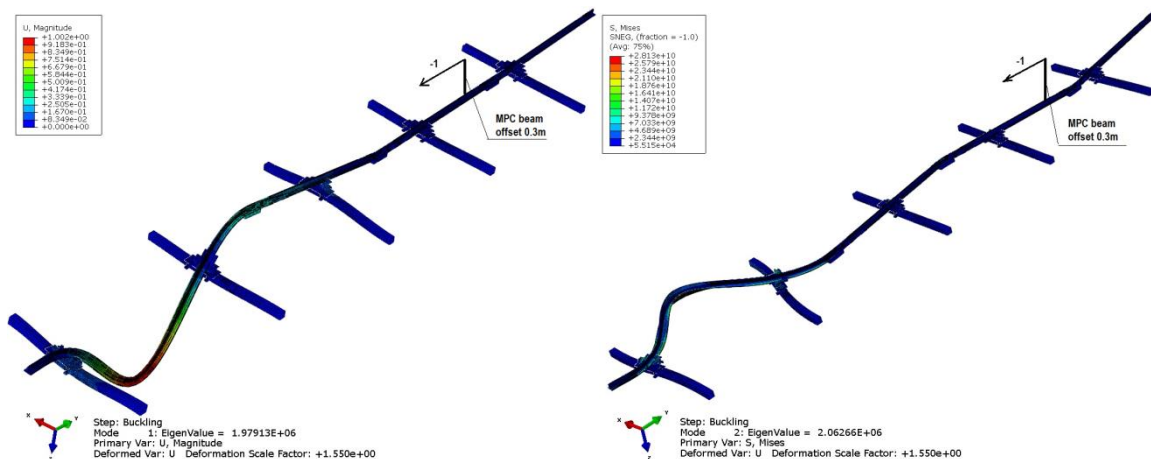 U, Magnitude
+1.002e+00
+9.183e-01
+8.349e-01
+7.514e-01
+6.679e-01
+5.844e-01
+5.009e-01
+4.174e-01
+3.339e-01
+2.505e-01
+1.670e-01
+8.349e-02
+0.000e+00
-1
MPC beam
offset 0.3m
X
Y
Z
Step: Buckling
Mode 1: EigenValue = 1.97913E+06
Primary Var: U, Magnitude
Deformed Var: U Deformation Scale Factor: +1.550e+00
S, Mises
SNEG, (fraction = -1.0)
(Avg: 75%)
+2.813e+10
+2.579e+10
+2.344e+10
+2.110e+10
+1.876e+10
+1.641e+10
+1.407e+10
+1.172e+10
+9.378e+09
+7.033e+09
+4.689e+09
+2.344e+09
+5.515e+04
-1
MPC beam
offset 0.3m
X
Y
Z
Step: Buckling
Mode 2: EigenValue = 2.06266E+06
Primary Var: S, Mises
Deformed Var: U Deformation Scale Factor: +1.550e+00